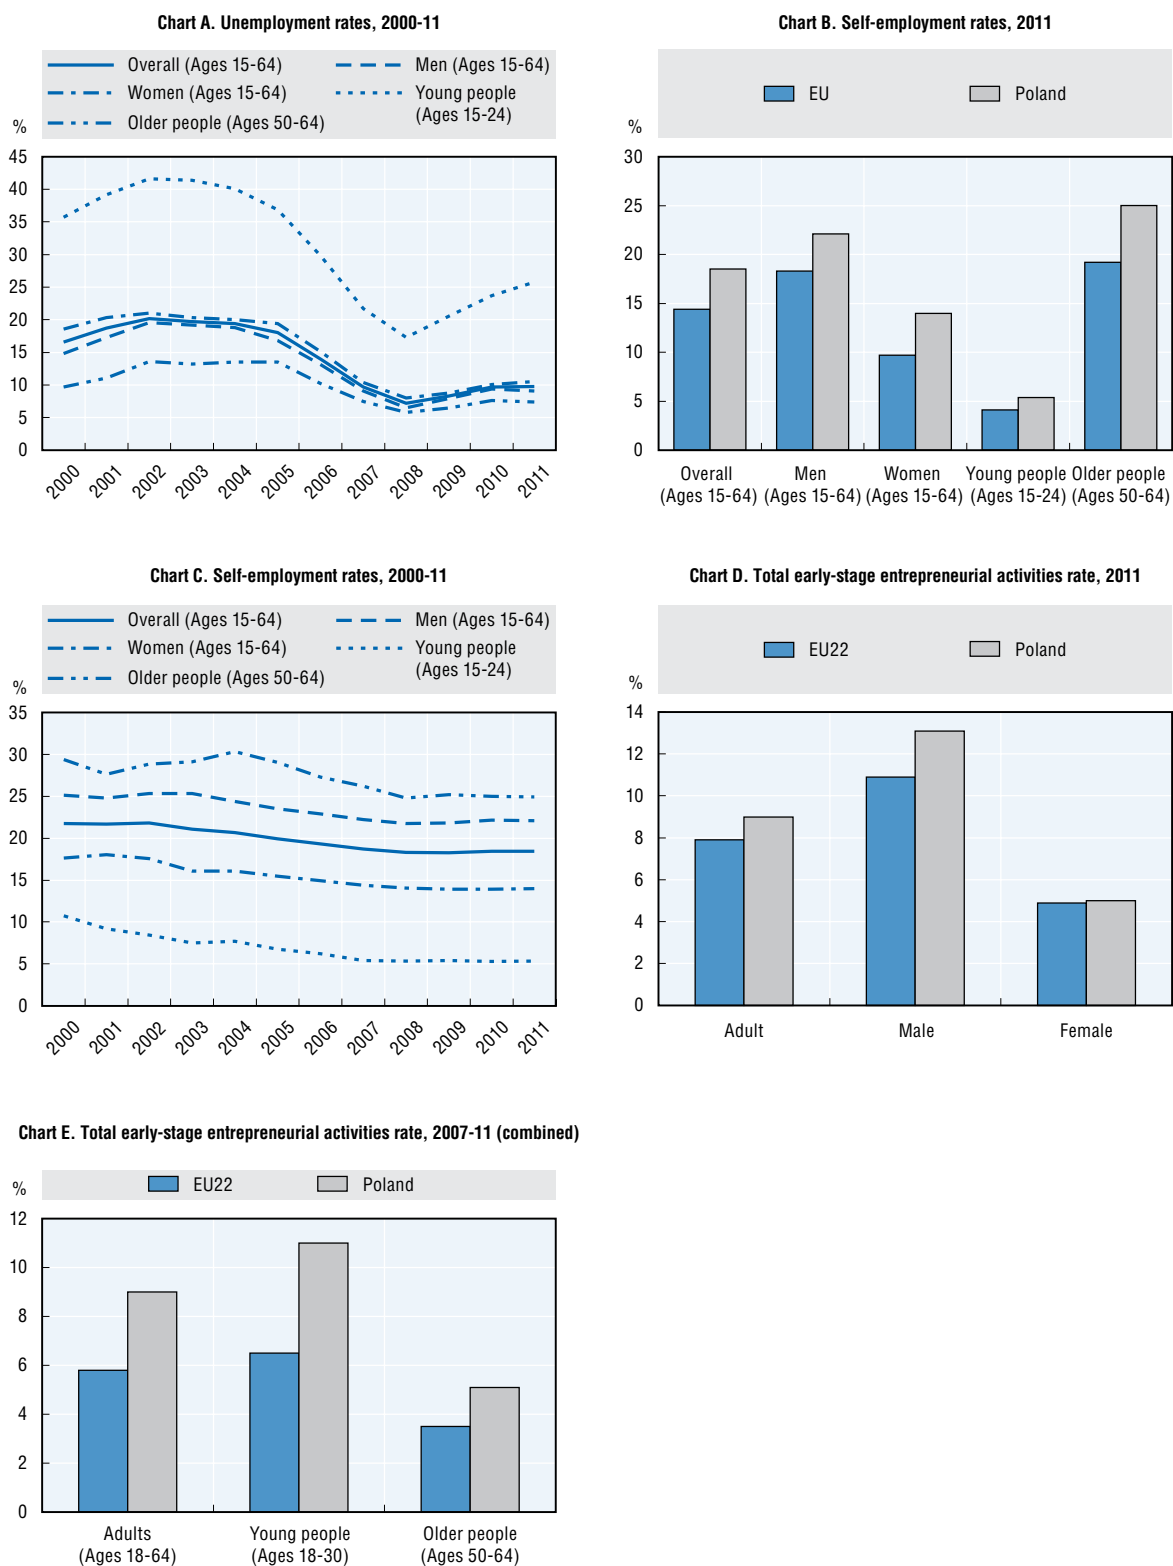 Chart A. Unemployment rates, 2000-11
Overall (Ages 15-64)
Men (Ages 15-64)
Women (Ages 15-64)
Young people
(Ages 15-24)
Older people (Ages 50-64)
%
45
40
35
30
25
20
15
10
5
0
2000
2001
2002
2003
2004
2005
2006
2007
2008
2009
2010
2011
Chart B. Self-employment rates, 2011
EU
Poland
%
30
25
20
15
10
5
0
Overall
(Ages 15-64)
Men
(Ages 15-64)
Women
(Ages 15-64)
Young people
(Ages 15-24)
Older people
(Ages 50-64)
Chart C. Self-employment rates, 2000-11
Overall (Ages 15-64)
Men (Ages 15-64)
Women (Ages 15-64)
Young people
(Ages 15-24)
Older people (Ages 50-64)
%
35
30
25
20
15
10
5
0
2000
2001
2002
2003
2004
2005
2006
2007
2008
2009
2010
2011
Chart D. Total early-stage entrepreneurial activities rate, 2011
EU22
Poland
%
14
12
10
8
6
4
2
0
Adult
Male
Female
Chart E. Total early-stage entrepreneurial activities rate, 2007-11 (combined)
EU22
Poland
%
12
10
8
6
4
2
0
Adults
(Ages 18-64)
Young people
(Ages 18-30)
Older people
(Ages 50-64)